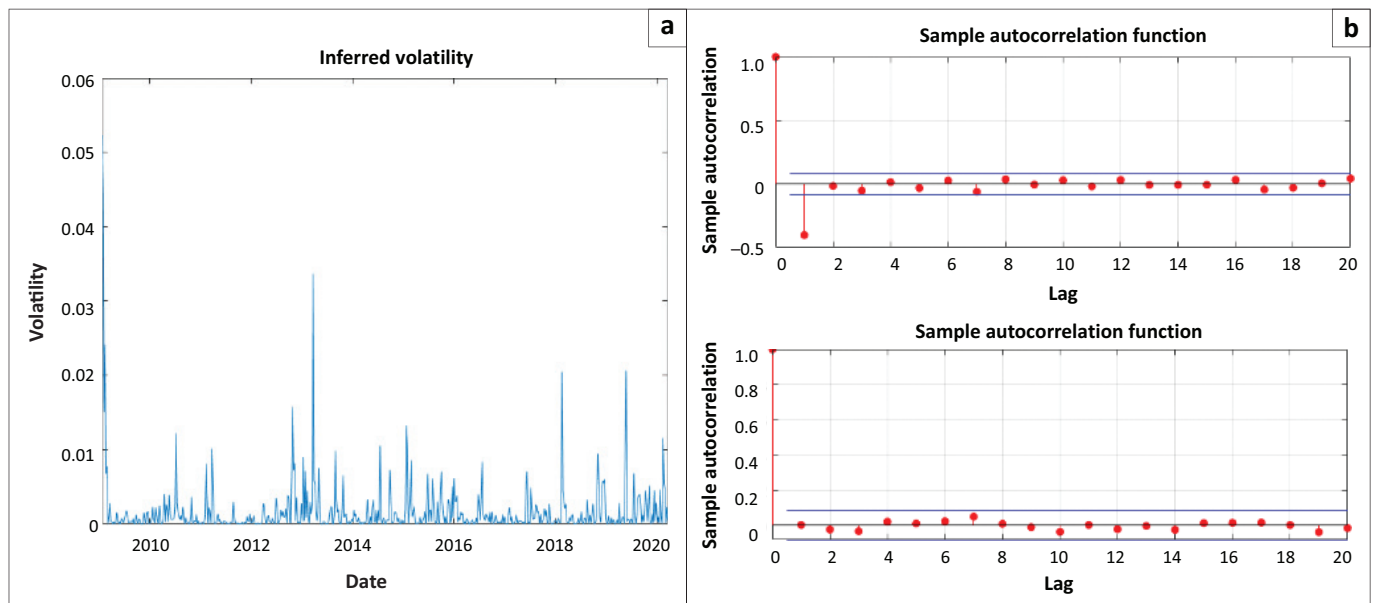 a
Inferred volatility
0.06
0.05
0.04
0.03
0.02
0.01
0
Volatility
2010 2012 2014 2016 2018 2020
Date
b
Sample autocorrelation function
1.0
0.5
0
–0.5
Sample autocorrelation
0 2 4 6 8 10 12 14 16 18 20
Lag
Sample autocorrelation function
1.0
0.8
0.6
0.4
0.2
0
Sample autocorrelation
0 2 4 6 8 10 12 14 16 18 20
Lag